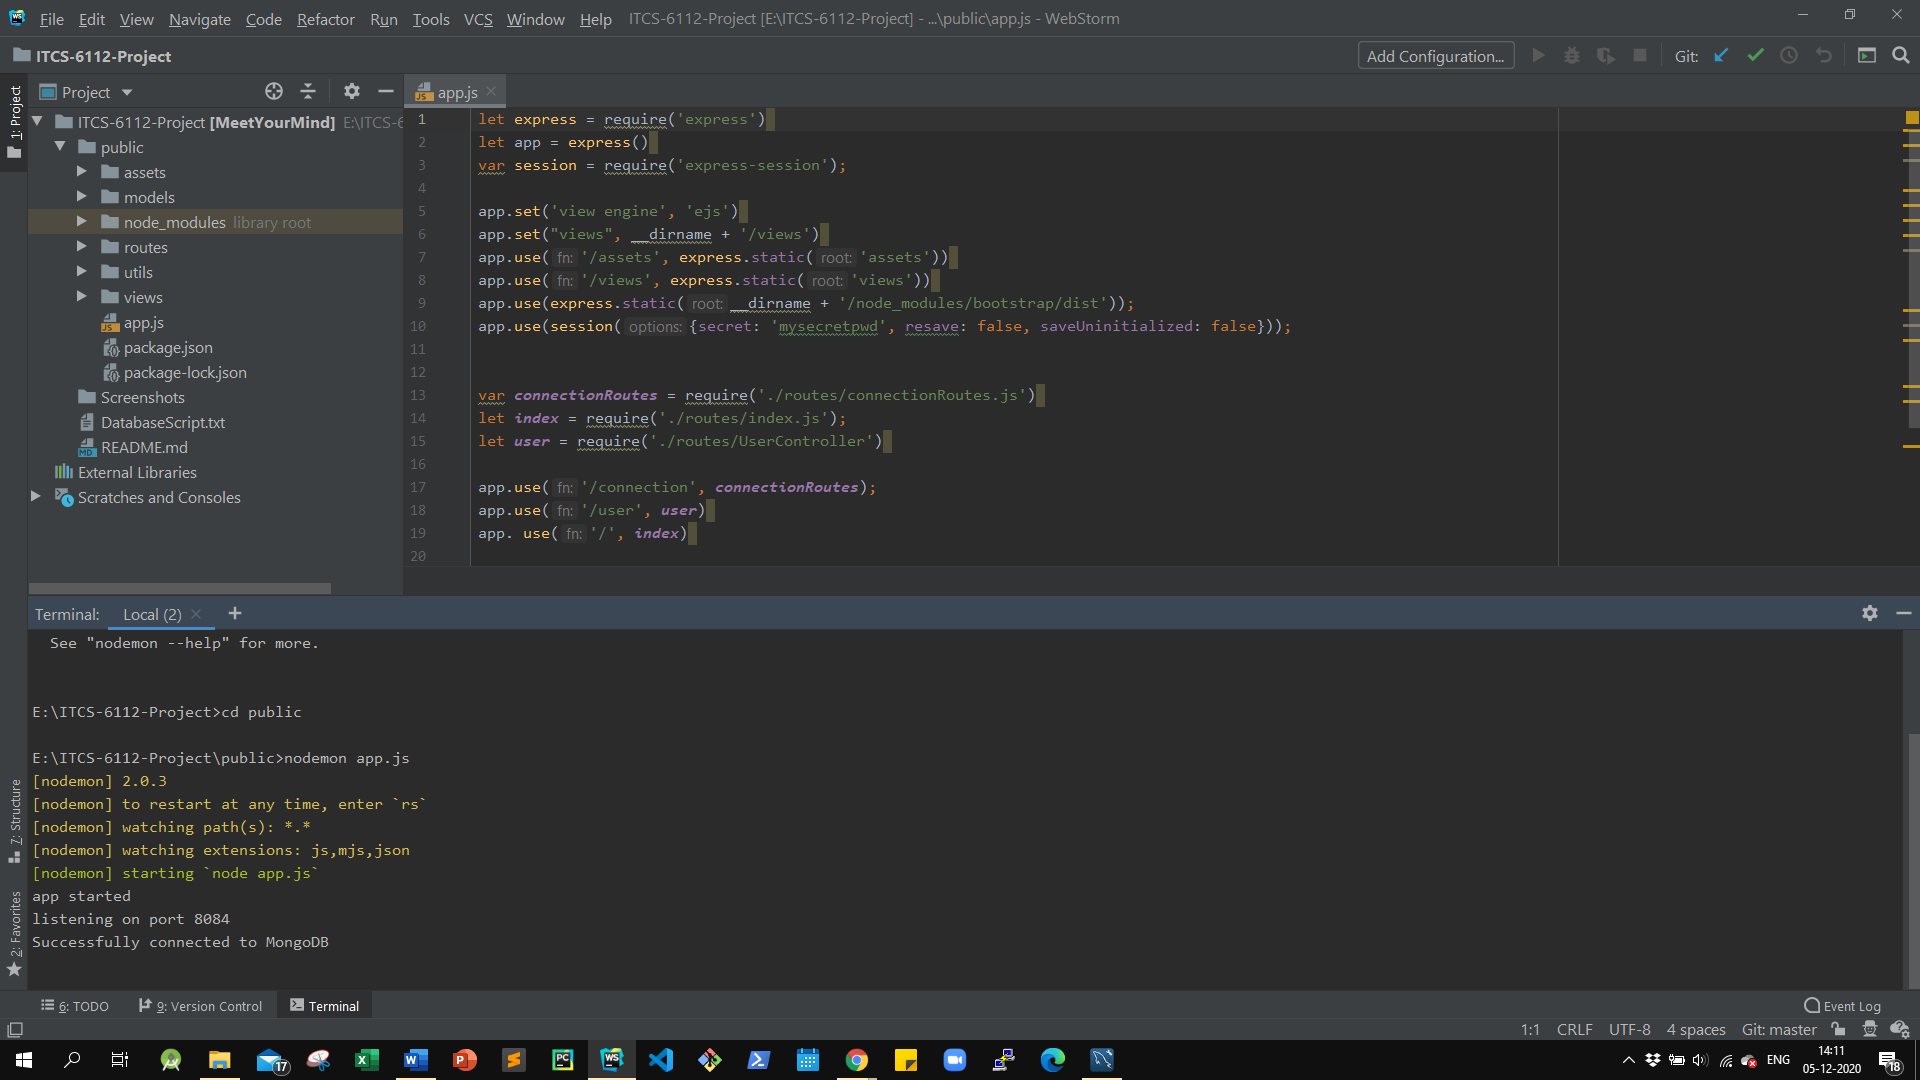 File Edit View Navigate Code Refactor Run Tools VCS Window Help ITCS-6112-Project [E:\ITCS-6112-Project] - ...\public\app.js - WebStorm
ITCS-6112-Project
Add Configuration...
Git:
1: Project
Project
app.js
ITCS-6112-Project [MeetYourMind] E:\ITCS-6
public
assets
models
node_modules library root
routes
utils
views
app.js
package.json
package-lock.json
Screenshots
DatabaseScript.txt
README.md
External Libraries
Scratches and Consoles
1 let express = require('express')
2 let app = express()
3 var session = require('express-session');
4
5 app.set('view engine', 'ejs')
6 app.set("views", __dirname + '/views')
7 app.use( fn: '/assets', express.static( root: 'assets'))
8 app.use( fn: '/views', express.static( root: 'views'))
9 app.use(express.static( root: __dirname + '/node_modules/bootstrap/dist'));
10 app.use(session( options: {secret: 'mysecretpwd', resave: false, saveUninitialized: false}));
11
12
13 var connectionRoutes = require('./routes/connectionRoutes.js')
14 let index = require('./routes/index.js');
15 let user = require('./routes/UserController')
16
17 app.use( fn: '/connection', connectionRoutes);
18 app.use( fn: '/user', user)
19 app. use( fn: '/', index)
20
Terminal: Local (2)
See "nodemon --help" for more.
E:\ITCS-6112-Project>cd public
E:\ITCS-6112-Project\public>nodemon app.js
[nodemon] 2.0.3
[nodemon] to restart at any time, enter `rs`
[nodemon] watching path(s): *.*
[nodemon] watching extensions: js,mjs,json
[nodemon] starting `node app.js`
app started
listening on port 8084
Successfully connected to MongoDB
7: Structure
2: Favorites
6: TODO 9: Version Control Terminal Event Log
1:1 CRLF UTF-8 4 spaces Git: master
17
ENG
14:11
05-12-2020
18